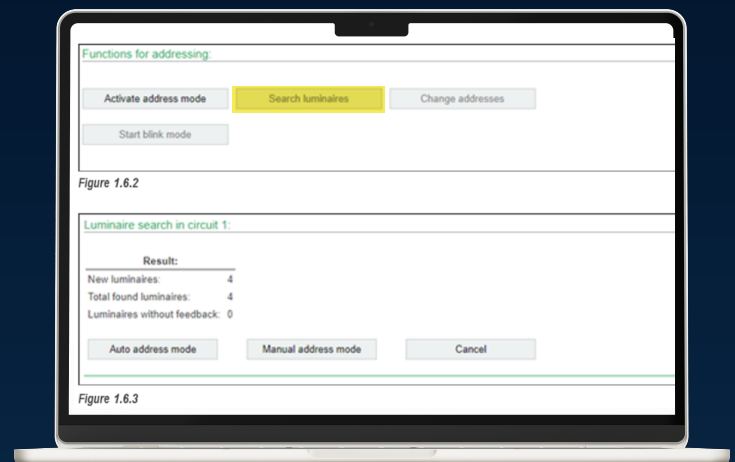 Functions for addressing:
Activate address mode Search luminaires Change addresses
Start blink mode
Figure 1.6.2
Luminaire search in circuit 1:
Result:
New luminaires: 4
Total found luminaires: 4
Luminaires without feedback: 0
Auto address mode Manual address mode Cancel
Figure 1.6.3